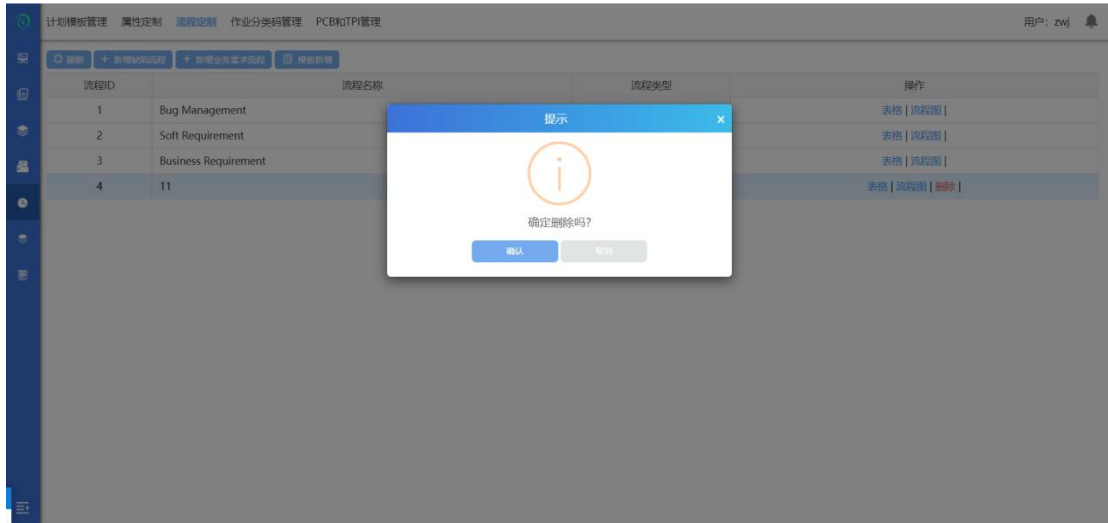 计划模板管理 属性定制 流程定制 作业分类码管理 PCB和TPI管理 用户: zwj
刷新 + 新增缺陷流程 + 新增业务需求流程 模板新增
流程ID 流程名称 流程类型 操作
1 Bug Management 表格 | 流程图 |
2 Soft Requirement 表格 | 流程图 |
3 Business Requirement 表格 | 流程图 |
4 11 表格 | 流程图 | 删除 |
提示 x
确定删除吗?
确认 取消